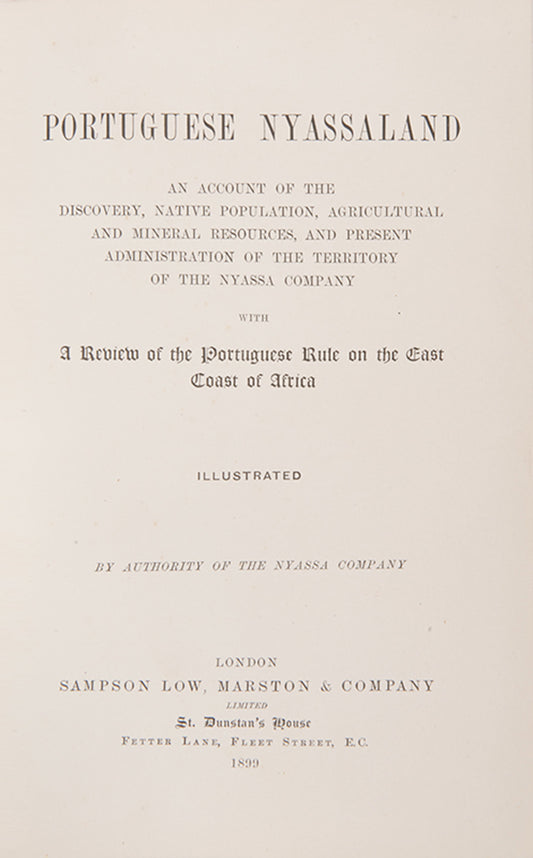 PORTUGUESE NYASSALAND
AN ACCOUNT OF THE
DISCOVERY, NATIVE POPULATION, AGRICULTURAL
AND MINERAL RESOURCES, AND PRESENT
ADMINISTRATION OF THE TERRITORY
OF THE NYASSA COMPANY
WITH
A Review of the Portuguese Rule on the East
Coast of Africa
ILLUSTRATED
BY AUTHORITY OF THE NYASSA COMPANY
LONDON
SAMPSON LOW, MARSTON & COMPANY
LIMITED
St. Dunstan's House
FETTER LANE, FLEET STREET, E.C.
1899